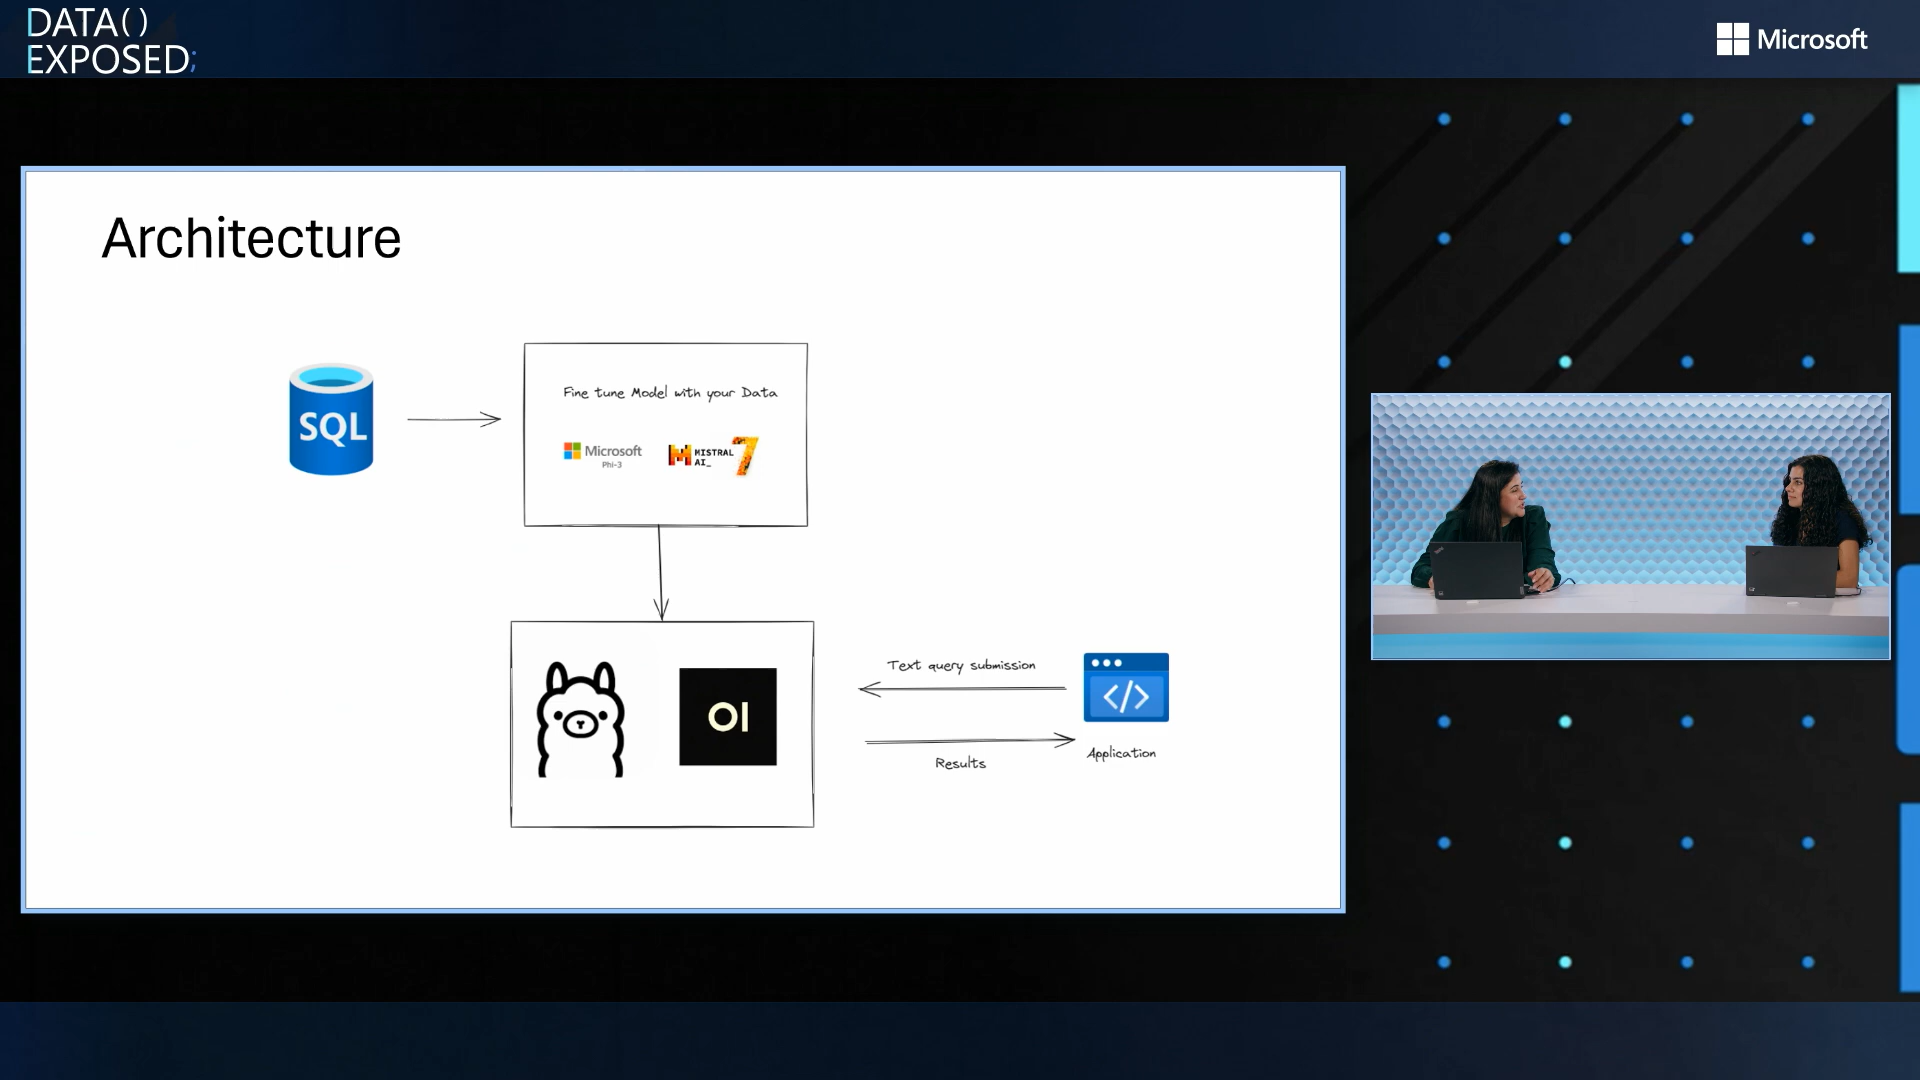 DATA()
EXPOSED;
Microsoft
Architecture
SQL
Fine tune Model with your Data
Microsoft
Phi-3
MISTRAL
AI_
7
OI
Text query submission
</>
Results
Application